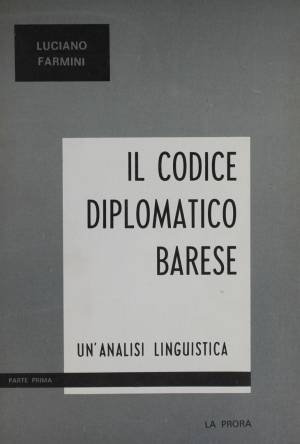 LUCIANO
FARMINI
IL CODICE
DIPLOMATICO
BARESE
UN'ANALISI LINGUISTICA
PARTE PRIMA
LA PRORA